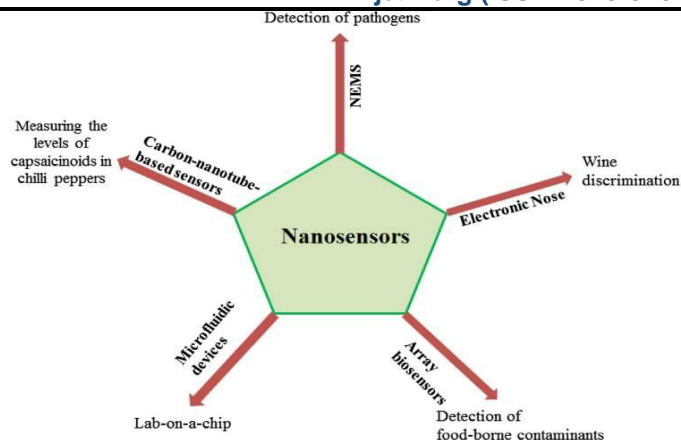 Detection of pathogens
NEMS
Measuring the
levels of
capsaicinoids in
chilli peppers
Carbon-nanotube-
based sensors
Wine
discrimination
Electronic Nose
Nanosensors
Microfluidic
devices
Array
biosensors
Lab-on-a-chip
Detection of
food-borne contaminants